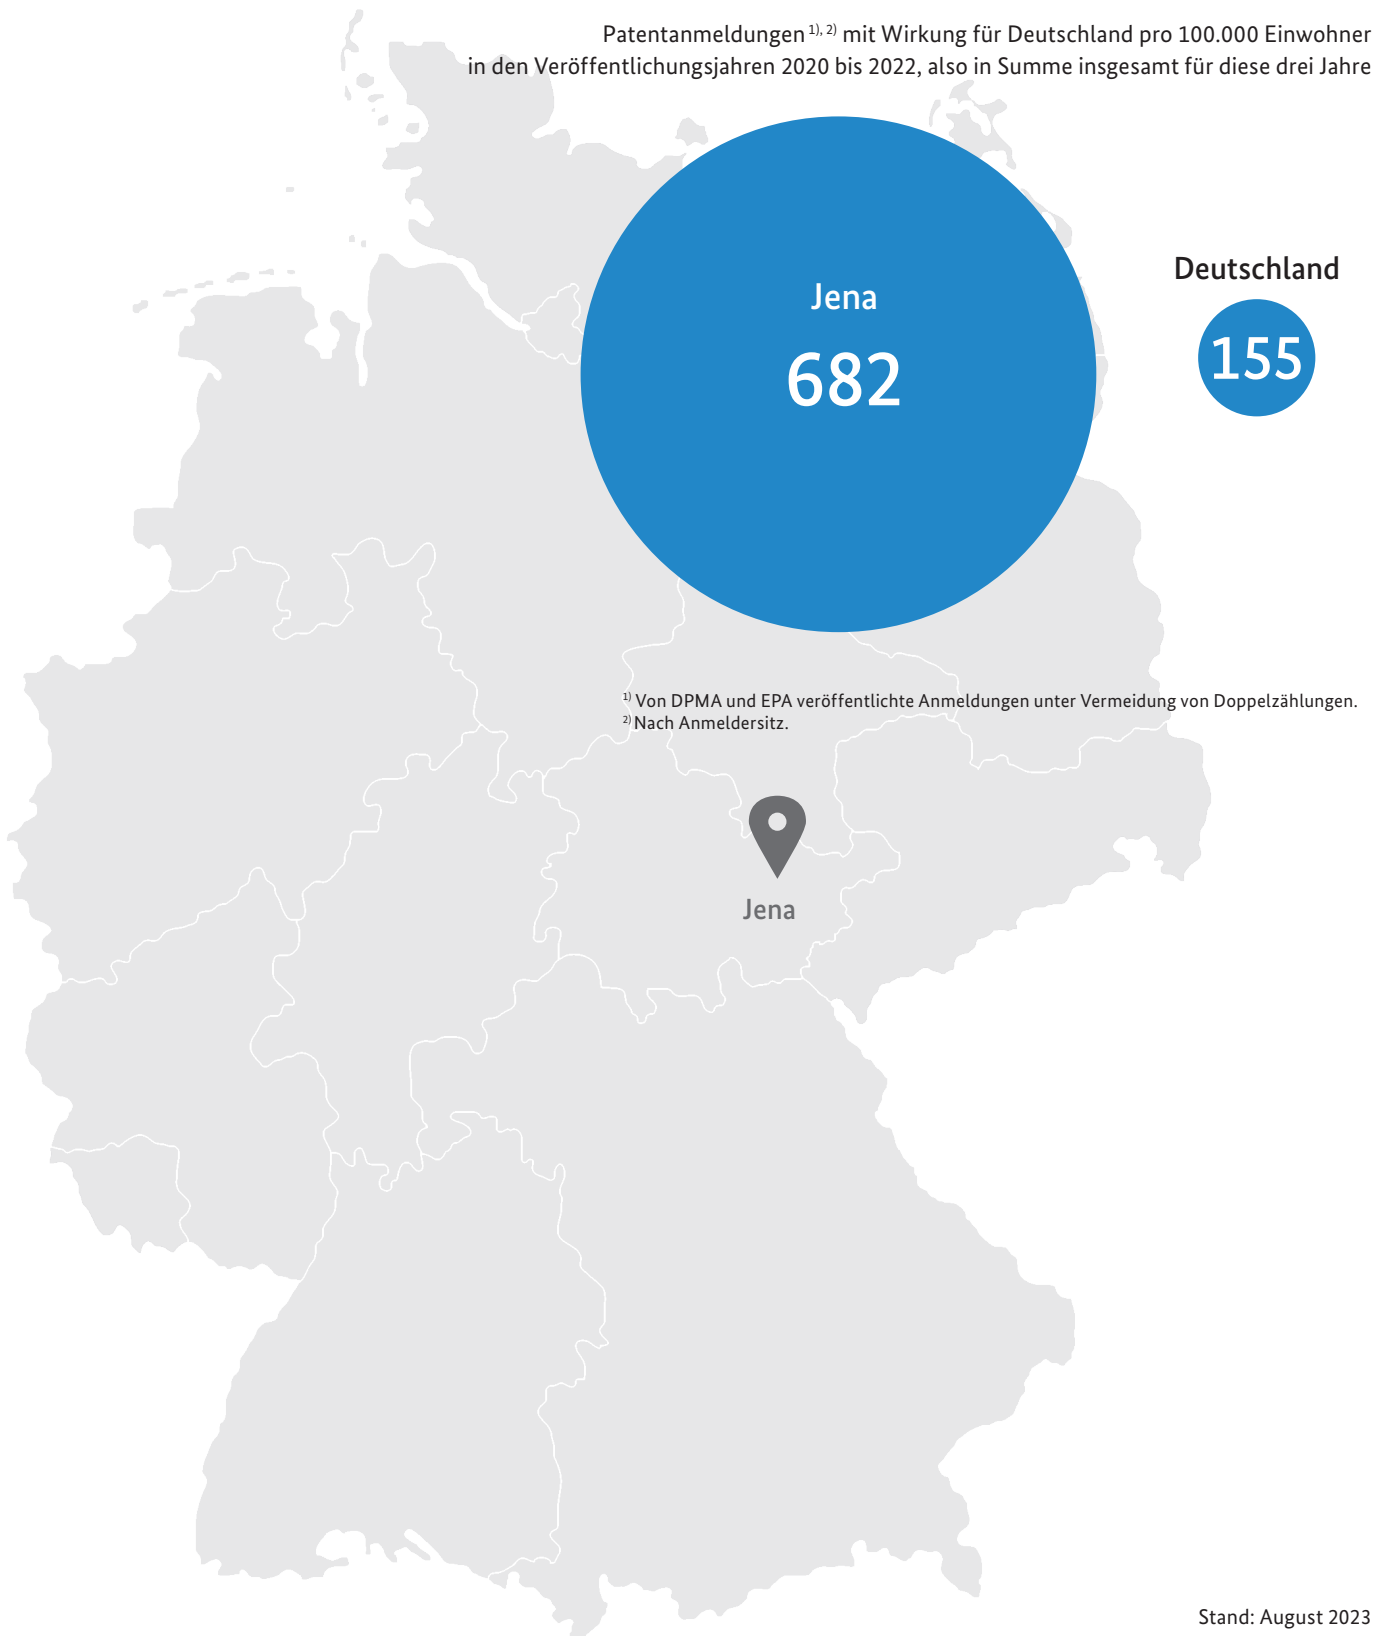 Patentanmeldungen 1), 2) mit Wirkung für Deutschland pro 100.000 Einwohner
in den Veröffentlichungsjahren 2020 bis 2022, also in Summe insgesamt für diese drei Jahre
Deutschland
155
Jena
682
1) Von DPMA und EPA veröffentlichte Anmeldungen unter Vermeidung von Doppelzählungen.
2) Nach Anmeldersitz.
Jena
Stand: August 2023